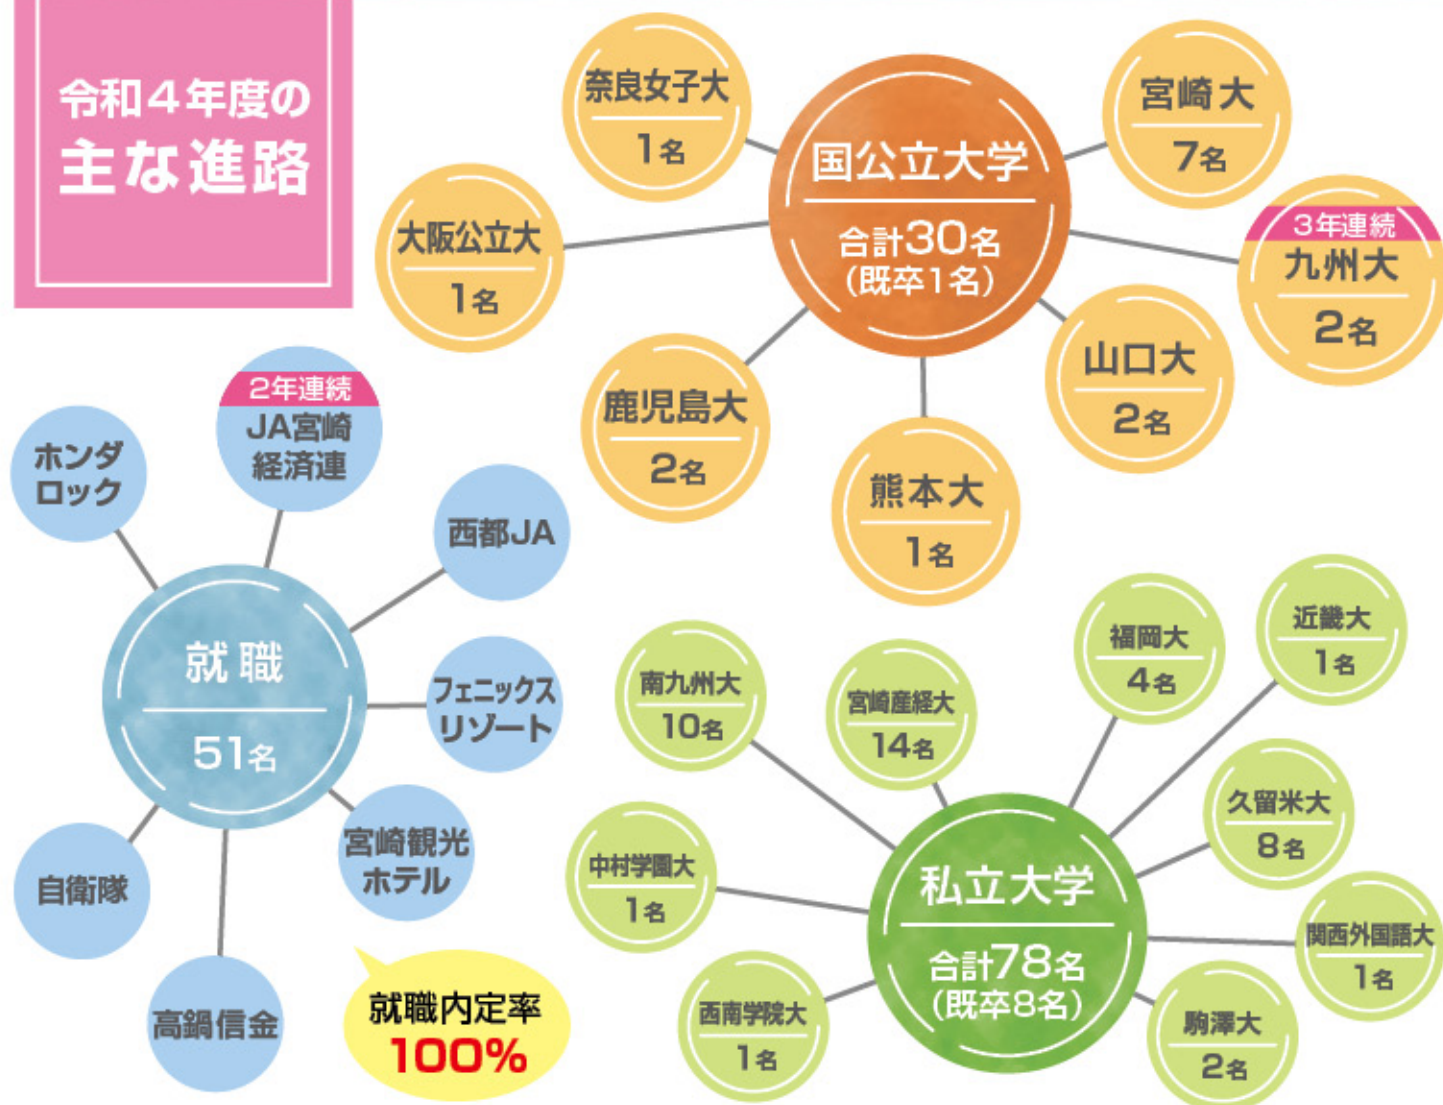 令和4年度の
主な進路
国公立大学
合計30名
(既卒1名)
奈良女子大
1名
宮崎大
7名
大阪公立大
1名
3年連続
九州大
2名
鹿児島大
2名
山口大
2名
熊本大
1名
就職
51名
ホンダ
ロック
2年連続
JA宮崎
経済連
西都JA
フェニックス
リゾート
宮崎観光
ホテル
自衛隊
高鍋信金
就職内定率
100%
私立大学
合計78名
(既卒8名)
南九州大
10名
宮崎産経大
14名
福岡大
4名
近畿大
1名
中村学園大
1名
久留米大
8名
関西外国語大
1名
西南学院大
1名
駒澤大
2名